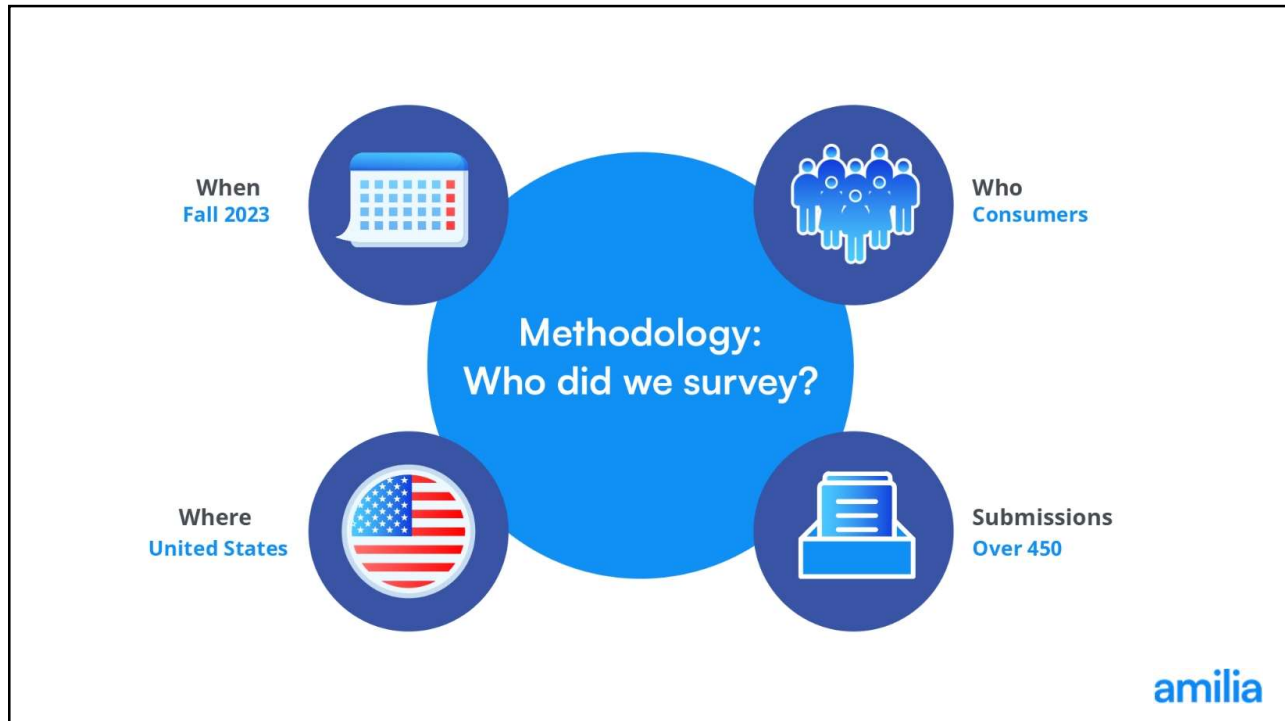 When
Fall 2023
Who
Consumers
Methodology:
Who did we survey?
Where
United States
Submissions
Over 450
amilia